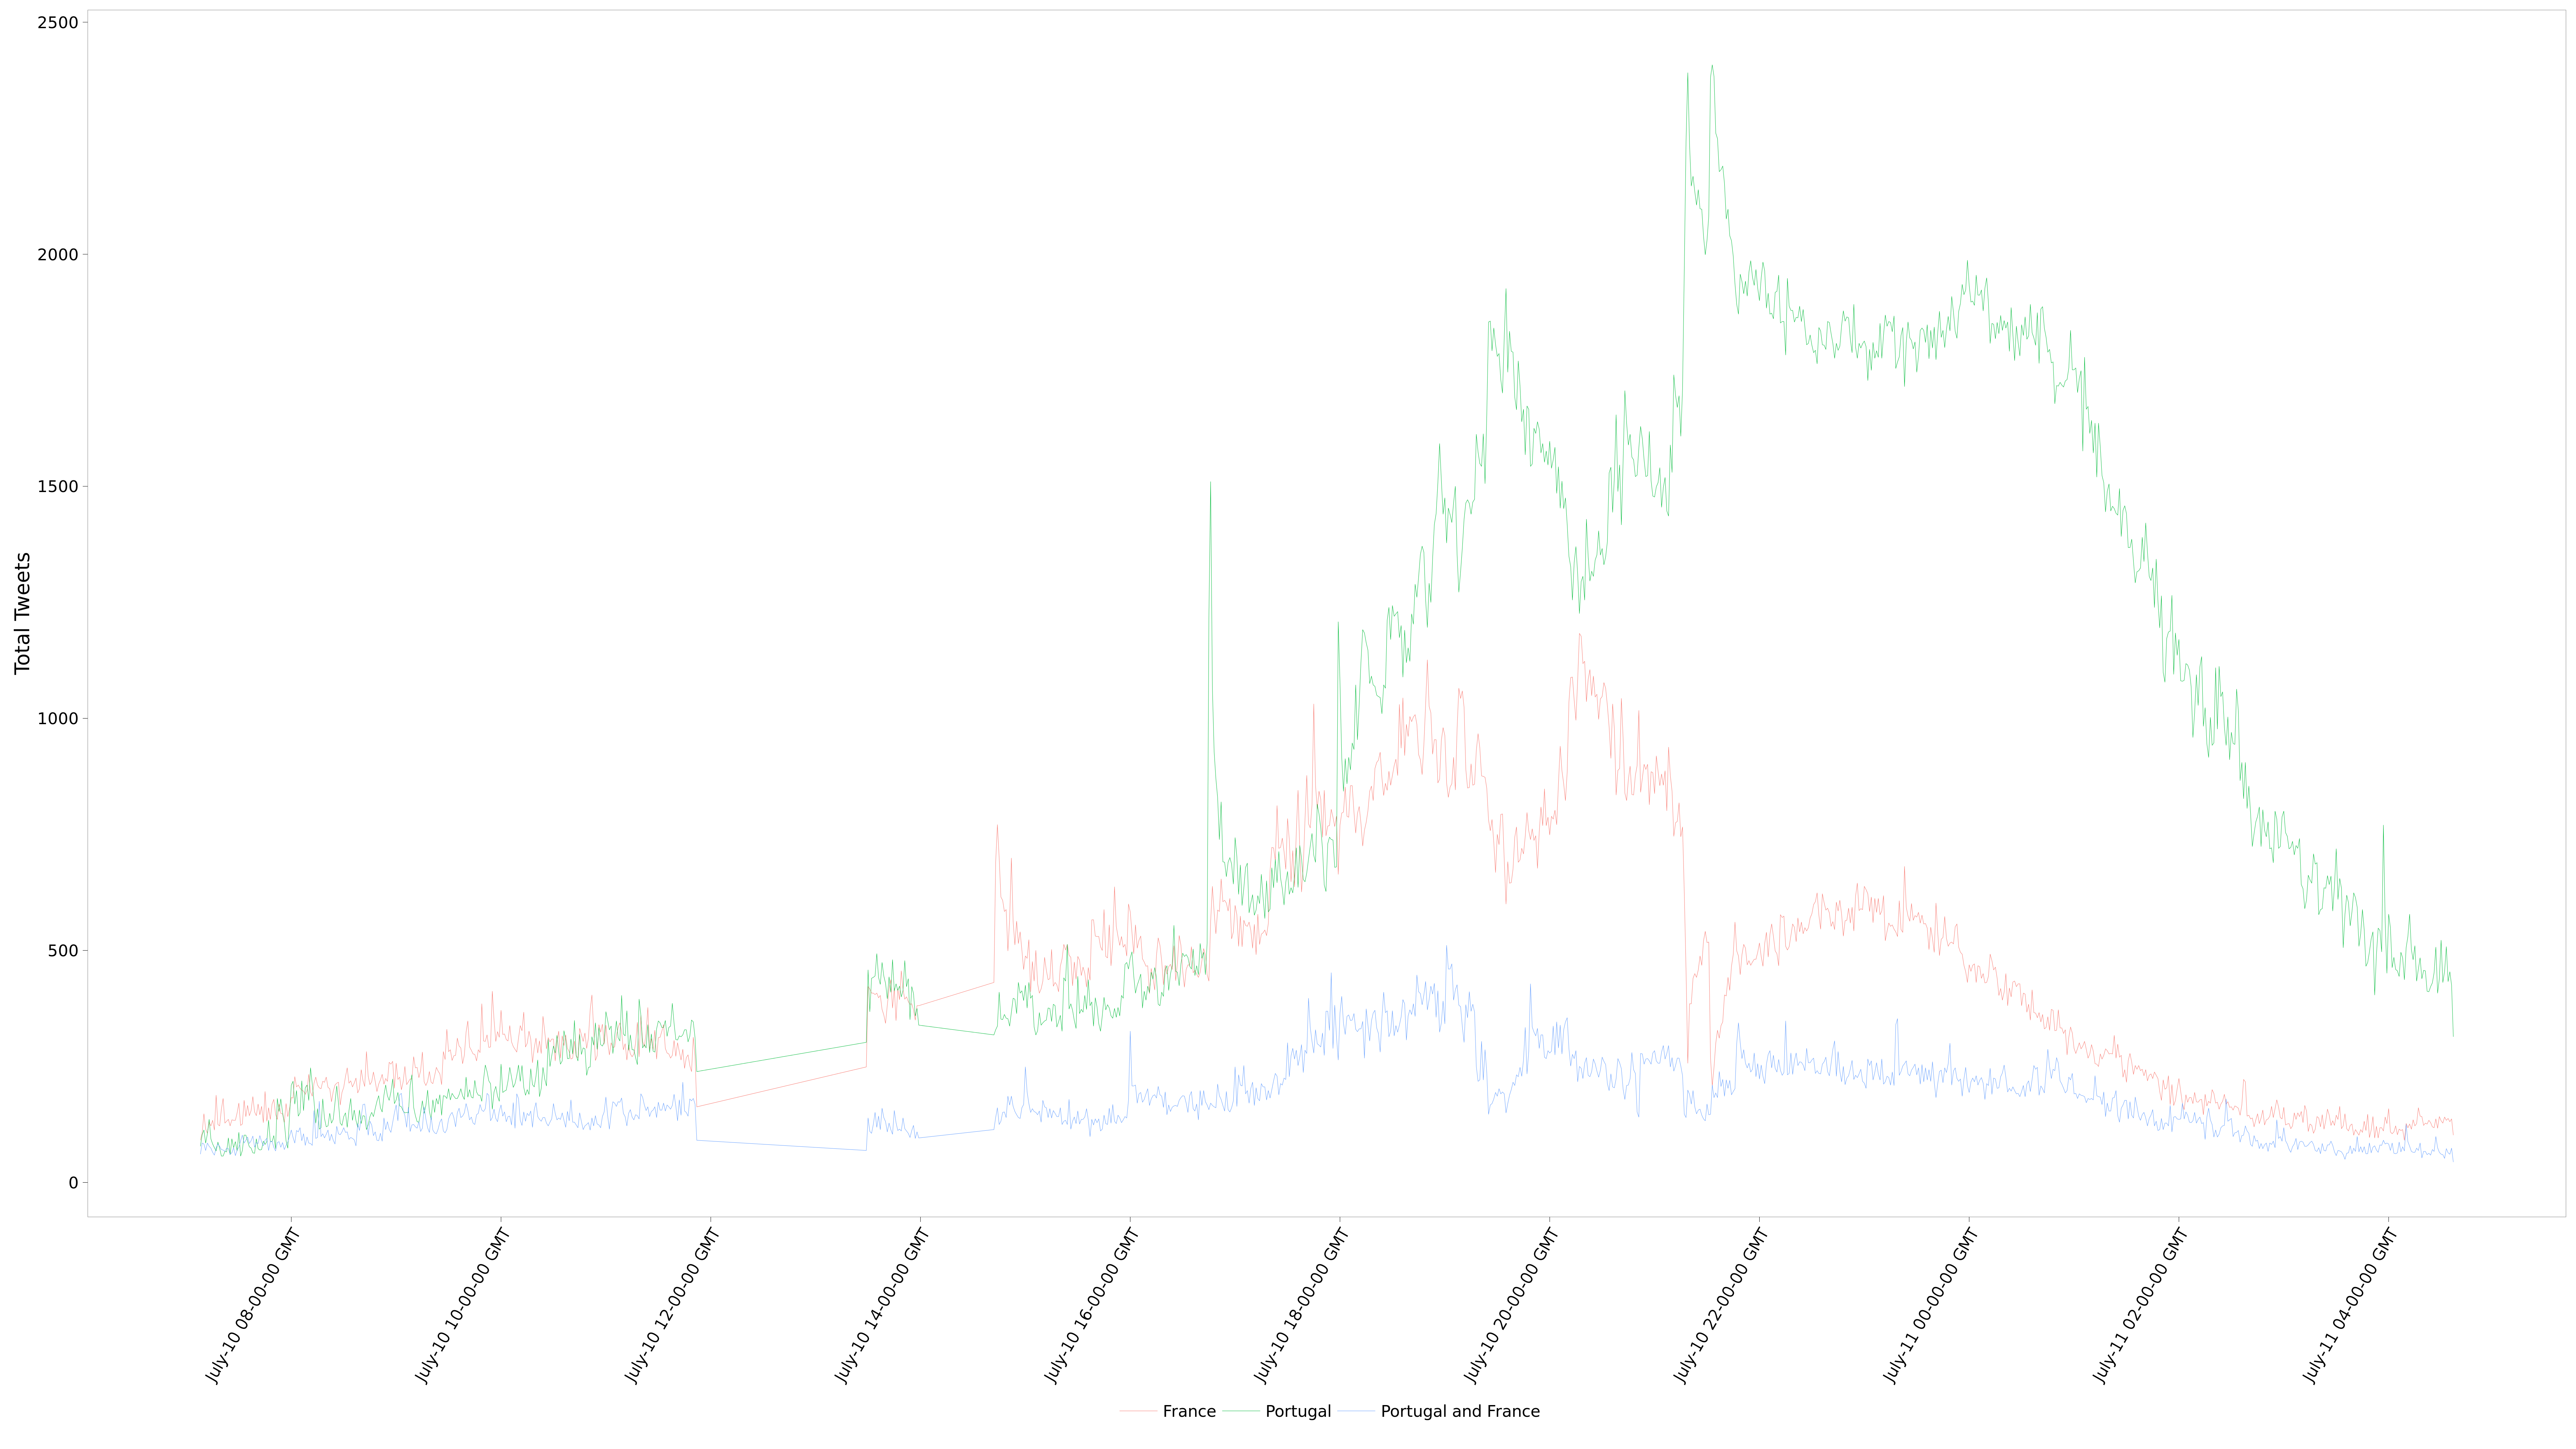 Total Tweets
2500
2000
1500
1000
500
0
July-10 08-00-00 GMT
July-10 10-00-00 GMT
July-10 12-00-00 GMT
July-10 14-00-00 GMT
July-10 16-00-00 GMT
July-10 18-00-00 GMT
July-10 20-00-00 GMT
July-10 22-00-00 GMT
July-11 00-00-00 GMT
July-11 02-00-00 GMT
July-11 04-00-00 GMT
France Portugal Portugal and France